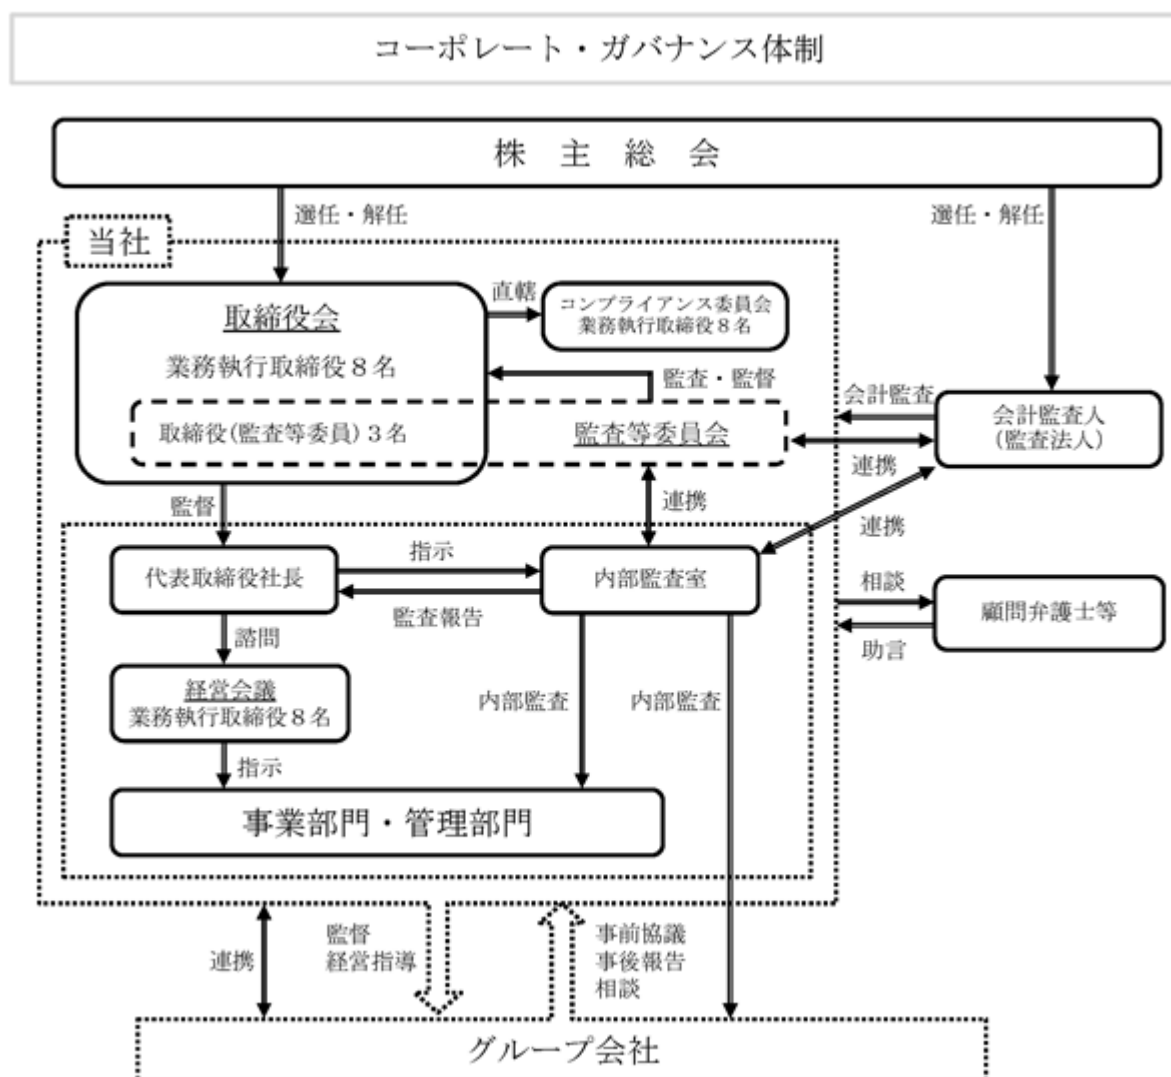 コーポレート・ガバナンス体制
株 主 総 会
選任・解任
選任・解任
当社
取締役会
業務執行取締役8名
直轄
コンプライアンス委員会
業務執行取締役8名
監査・監督
取締役(監査等委員)3名
監査等委員会
会計監査
会計監査人
(監査法人)
連携
監督
連携
連携
代表取締役社長
指示
監査報告
内部監査室
相談
助言
顧問弁護士等
諮問
経営会議
業務執行取締役8名
内部監査
内部監査
指示
事業部門・管理部門
連携
監督
経営指導
事前協議
事後報告
相談
グループ会社